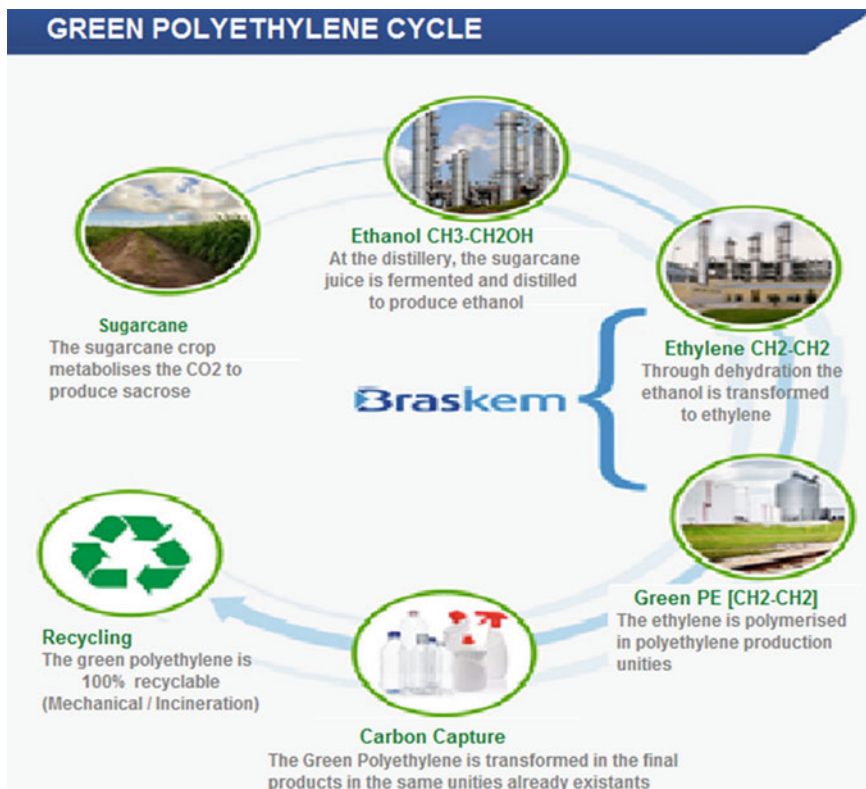 GREEN POLYETHYLENE CYCLE
Ethanol CH3-CH2OH
At the distillery, the sugarcane
juice is fermented and distilled
to produce ethanol
Sugarcane
The sugarcane crop
metabolises the CO2 to
produce sacrose
Ethylene CH2-CH2
Through dehydration the
ethanol is transformed
to ethylene
Braskem
Green PE [CH2-CH2]
The ethylene is polymerised
in polyethylene production
unities
Recycling
The green polyethylene is
100% recyclable
(Mechanical / Incineration)
Carbon Capture
The Green Polyethylene is transformed in the final
products in the same unities already existants